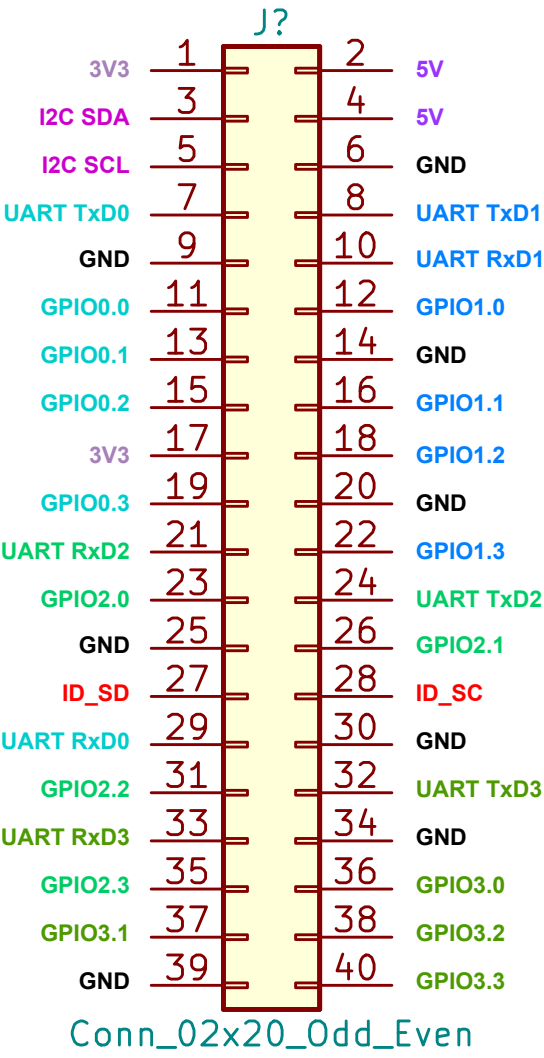 J?
3V3 1 2 5V
I2C SDA 3 4 5V
I2C SCL 5 6 GND
UART TxD0 7 8 UART TxD1
GND 9 10 UART RxD1
GPIO0.0 11 12 GPIO1.0
GPIO0.1 13 14 GND
GPIO0.2 15 16 GPIO1.1
3V3 17 18 GPIO1.2
GPIO0.3 19 20 GND
UART RxD2 21 22 GPIO1.3
GPIO2.0 23 24 UART TxD2
GND 25 26 GPIO2.1
ID_SD 27 28 ID_SC
UART RxD0 29 30 GND
GPIO2.2 31 32 UART TxD3
UART RxD3 33 34 GND
GPIO2.3 35 36 GPIO3.0
GPIO3.1 37 38 GPIO3.2
GND 39 40 GPIO3.3
Conn_02x20_Odd_Even